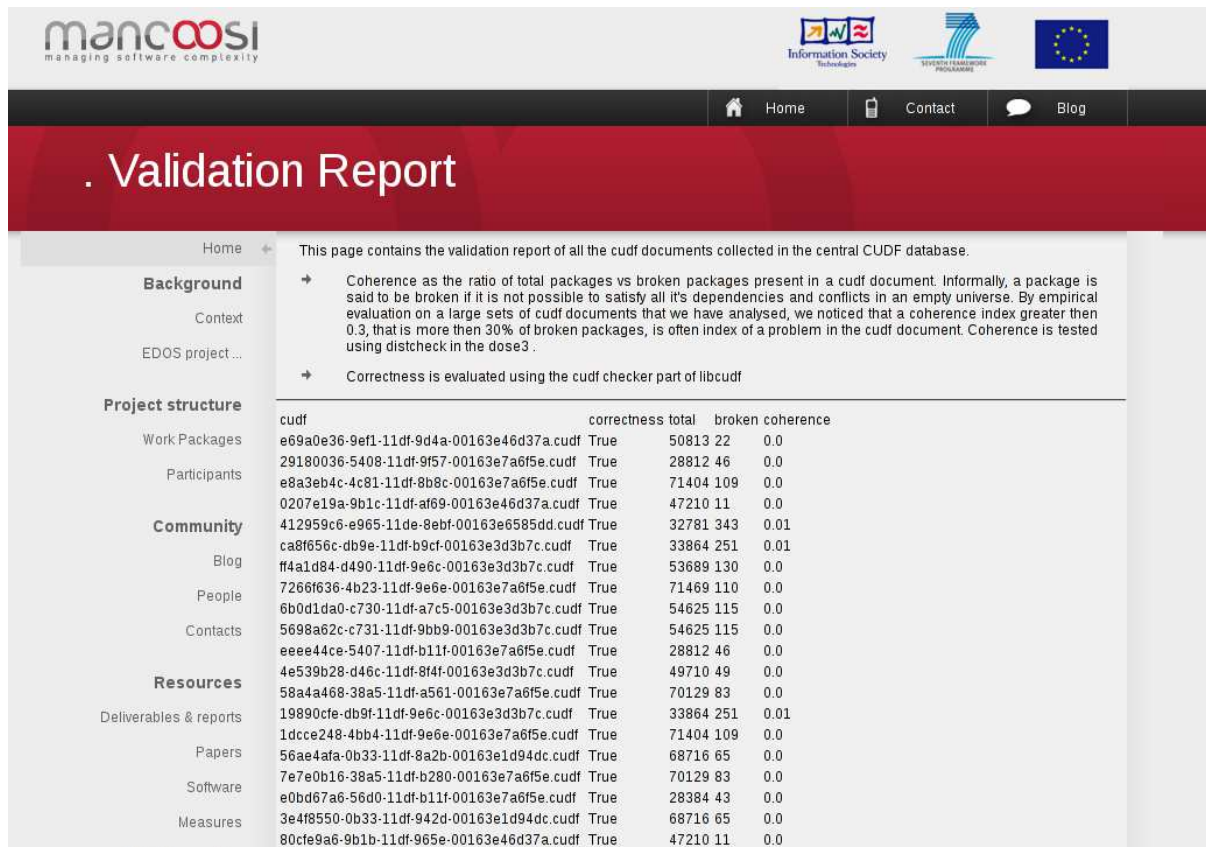 mancoosi
managing software complexity
Information Society
Technologies
SEVENTH FRAMEWORK
PROGRAMME
Home
Contact
Blog
. Validation Report
Home
Background
Context
EDOS project ...
Project structure
Work Packages
Participants
Community
Blog
People
Contacts
Resources
Deliverables & reports
Papers
Software
Measures
This page contains the validation report of all the cudf documents collected in the central CUDF database.
Coherence as the ratio of total packages vs broken packages present in a cudf document. Informally, a package is
said to be broken if it is not possible to satisfy all it's dependencies and conflicts in an empty universe. By empirical
evaluation on a large sets of cudf documents that we have analysed, we noticed that a coherence index greater then
0.3, that is more then 30% of broken packages, is often index of a problem in the cudf document. Coherence is tested
using distcheck in the dose3 .
Correctness is evaluated using the cudf checker part of libcudf
cudf correctness total broken coherence
e69a0e36-9ef1-11df-9d4a-00163e46d37a.cudf True 50813 22 0.0
29180036-5408-11df-9f57-00163e7a6f5e.cudf True 28812 46 0.0
e8a3eb4c-4c81-11df-8b8c-00163e7a6f5e.cudf True 71404 109 0.0
0207e19a-9b1c-11df-af69-00163e46d37a.cudf True 47210 11 0.0
412959c6-e965-11de-8ebf-00163e6585dd.cudf True 32781 343 0.01
ca8f656c-db9e-11df-b9cf-00163e3d3b7c.cudf True 33864 251 0.01
ff4a1d84-d490-11df-9e6c-00163e3d3b7c.cudf True 53689 130 0.0
7266f636-4b23-11df-9e6e-00163e7a6f5e.cudf True 71469 110 0.0
6b0d1da0-c730-11df-a7c5-00163e3d3b7c.cudf True 54625 115 0.0
5698a62c-c731-11df-9bb9-00163e3d3b7c.cudf True 54625 115 0.0
eeee44ce-5407-11df-b11f-00163e7a6f5e.cudf True 28812 46 0.0
4e539b28-d46c-11df-8f4f-00163e3d3b7c.cudf True 49710 49 0.0
58a4a468-38a5-11df-a561-00163e7a6f5e.cudf True 70129 83 0.0
19890cfe-db9f-11df-9e6c-00163e3d3b7c.cudf True 33864 251 0.01
1dcce248-4bb4-11df-9e6e-00163e7a6f5e.cudf True 71404 109 0.0
56ae4afa-0b33-11df-8a2b-00163e1d94dc.cudf True 68716 65 0.0
7e7e0b16-38a5-11df-b280-00163e7a6f5e.cudf True 70129 83 0.0
e0bd67a6-56d0-11df-b11f-00163e7a6f5e.cudf True 28384 43 0.0
3e4f8550-0b33-11df-942d-00163e1d94dc.cudf True 68716 65 0.0
80cfe9a6-9b1b-11df-965e-00163e46d37a.cudf True 47210 11 0.0